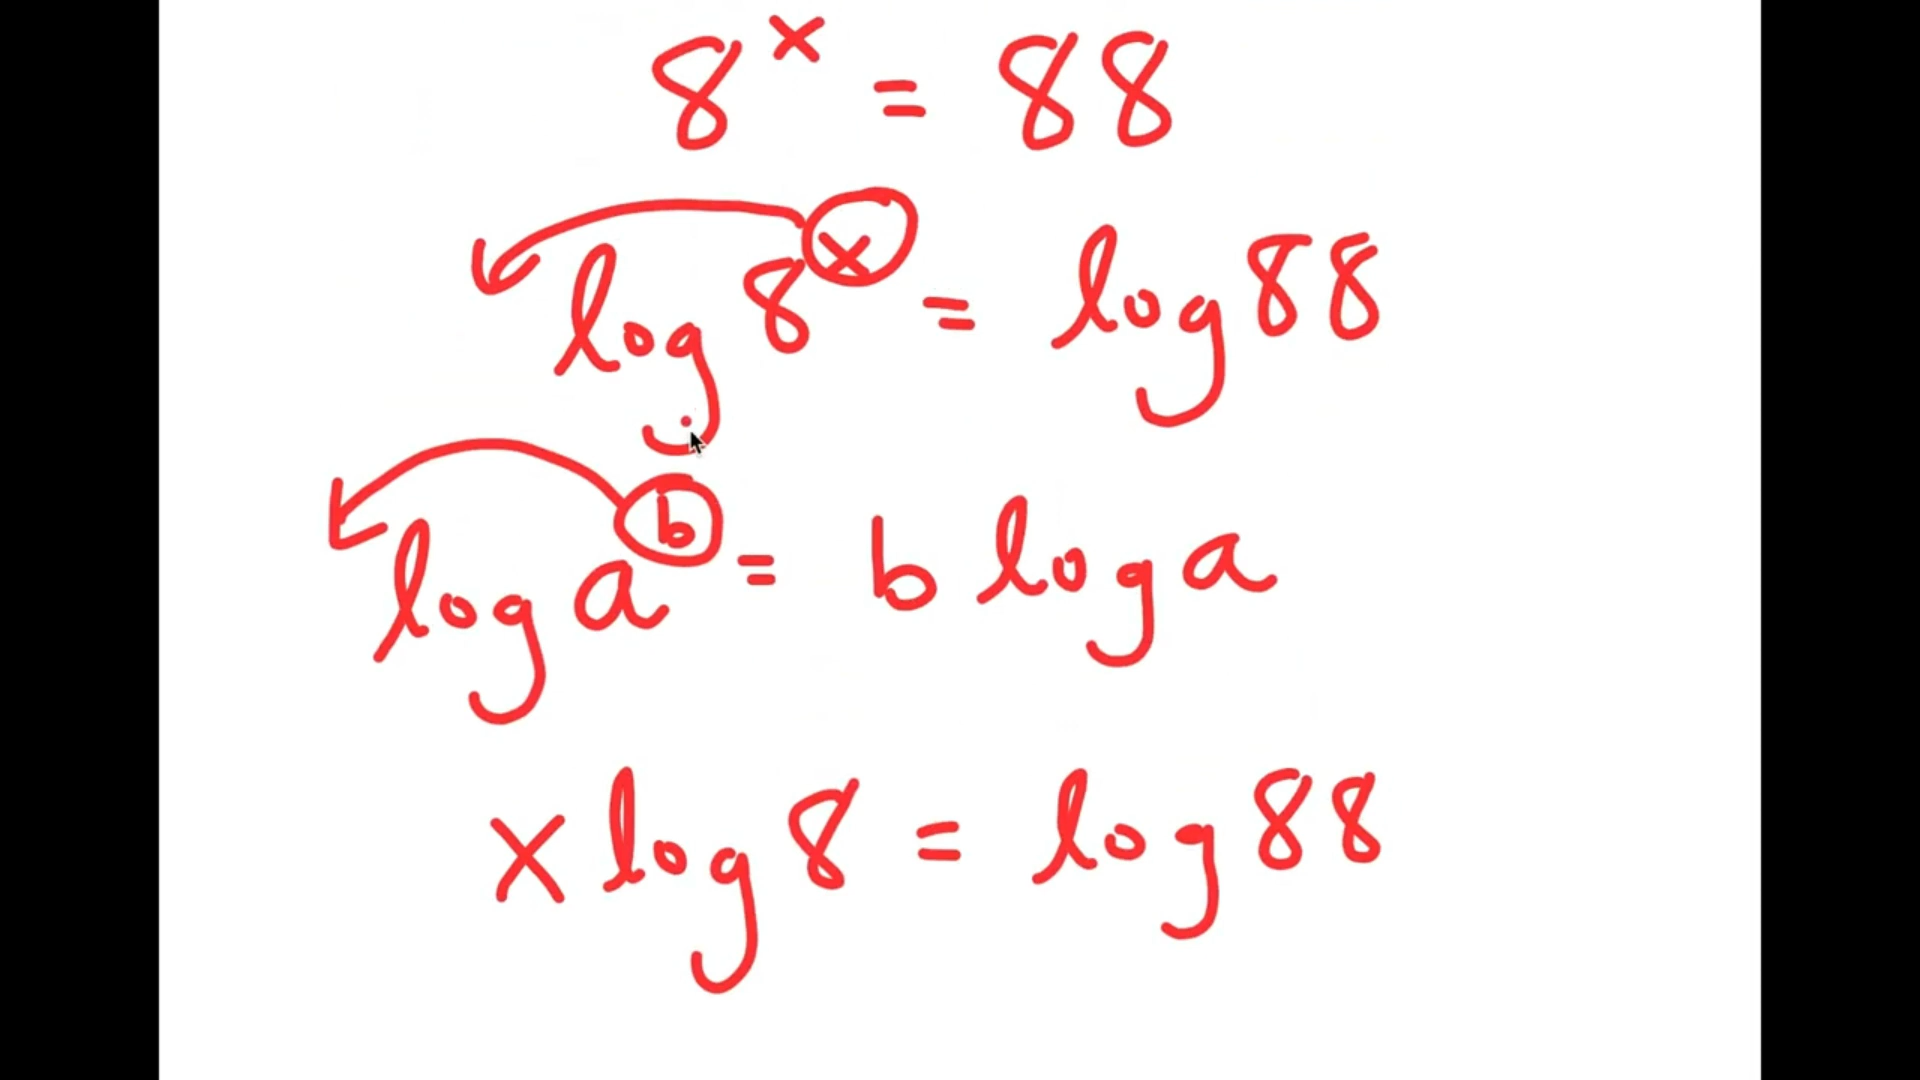 8^x = 88
log 8^x = log 88
log a^b = b log a
x log 8 = log 88